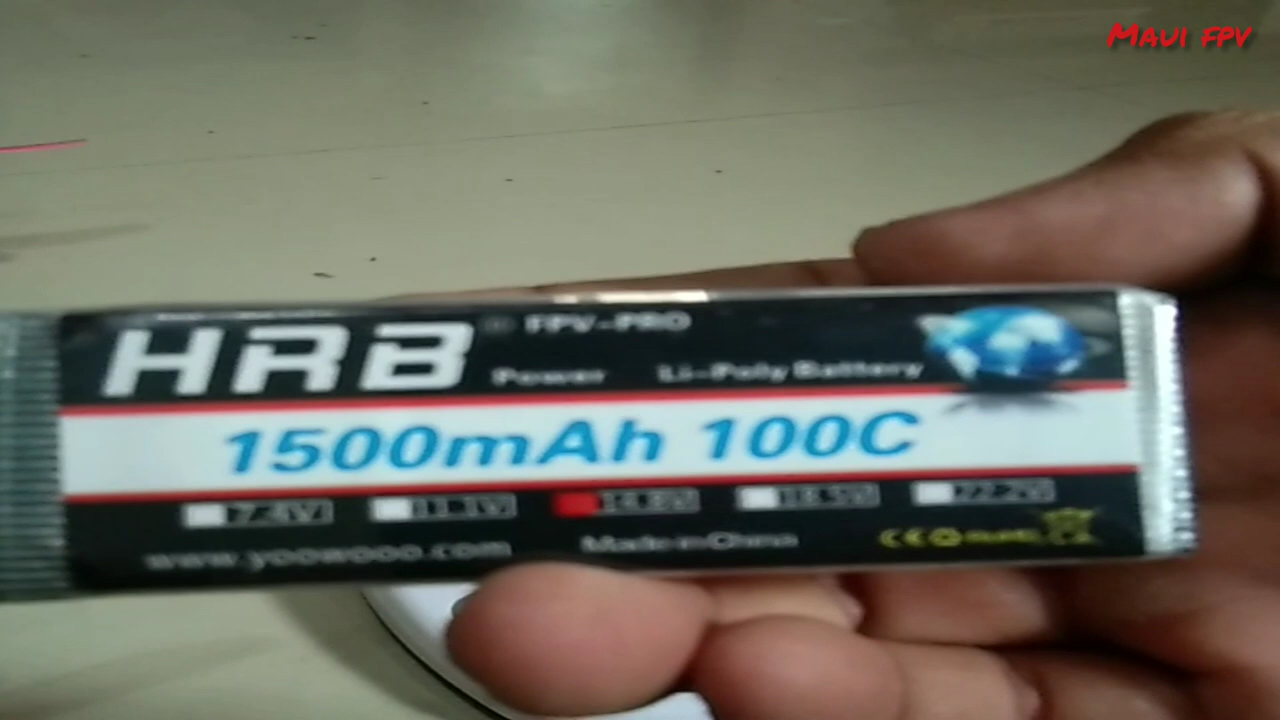 MAUI FPV
HRB FPV-PRO
Power Li-Poly Battery
1500mAh 100C
7.4V 11.1V 14.8V 18.5V 22.2V
www.yoowooo.com Made in China CE